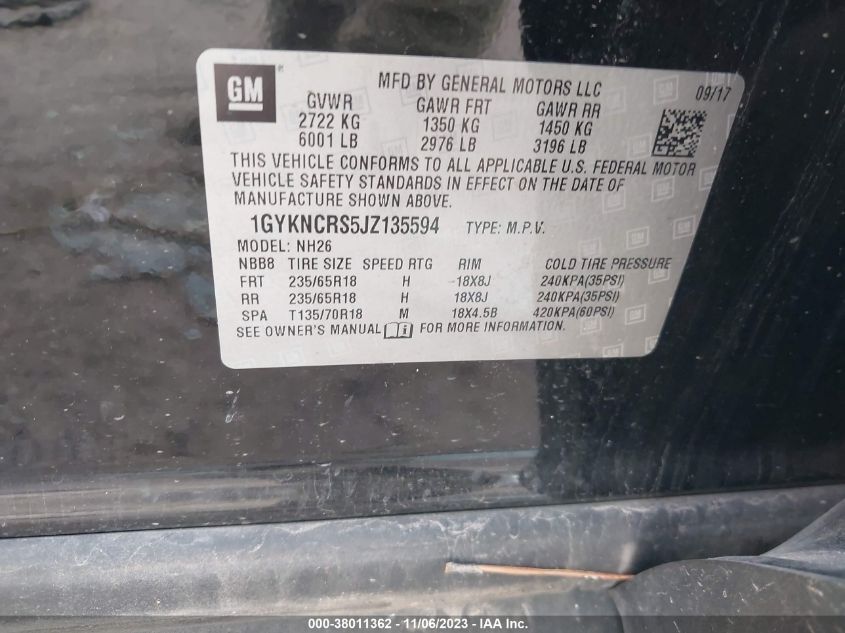 GM
MFD BY GENERAL MOTORS LLC
09/17
GVWR GAWR FRT GAWR RR
2722 KG 1350 KG 1450 KG
6001 LB 2976 LB 3196 LB
THIS VEHICLE CONFORMS TO ALL APPLICABLE U.S. FEDERAL MOTOR
VEHICLE SAFETY STANDARDS IN EFFECT ON THE DATE OF
MANUFACTURE SHOWN ABOVE.
1GYKNCRS5JZ135594 TYPE: M.P.V.
MODEL: NH26
NBB8 TIRE SIZE SPEED RTG RIM COLD TIRE PRESSURE
FRT 235/65R18 H 18X8J 240KPA(35PSI)
RR 235/65R18 H 18X8J 240KPA(35PSI)
SPA T135/70R18 M 18X4.5B 420KPA(60PSI)
SEE OWNER'S MANUAL FOR MORE INFORMATION.
000-38011362 - 11/06/2023 - IAA Inc.